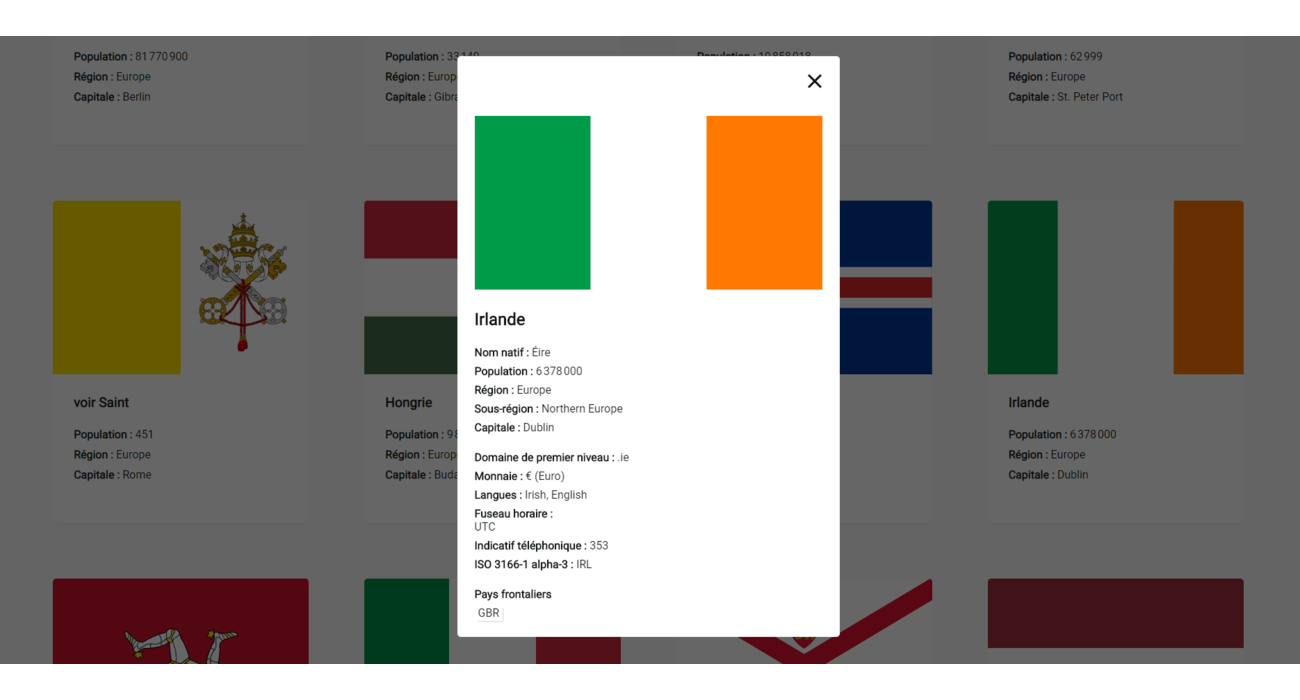 Population : 81 770 900
Région : Europe
Capitale : Berlin
Population : 33 140
Région : Europ
Capitale : Gibra
Population : 10 858 018
Population : 62 999
Région : Europe
Capitale : St. Peter Port
Irlande
Nom natif : Éire
Population : 6 378 000
Région : Europe
Sous-région : Northern Europe
Capitale : Dublin
Domaine de premier niveau : .ie
Monnaie : € (Euro)
Langues : Irish, English
Fuseau horaire :
UTC
Indicatif téléphonique : 353
ISO 3166-1 alpha-3 : IRL
Pays frontaliers
GBR
voir Saint
Population : 451
Région : Europe
Capitale : Rome
Hongrie
Population : 98
Région : Europ
Capitale : Buda
Irlande
Population : 6 378 000
Région : Europe
Capitale : Dublin